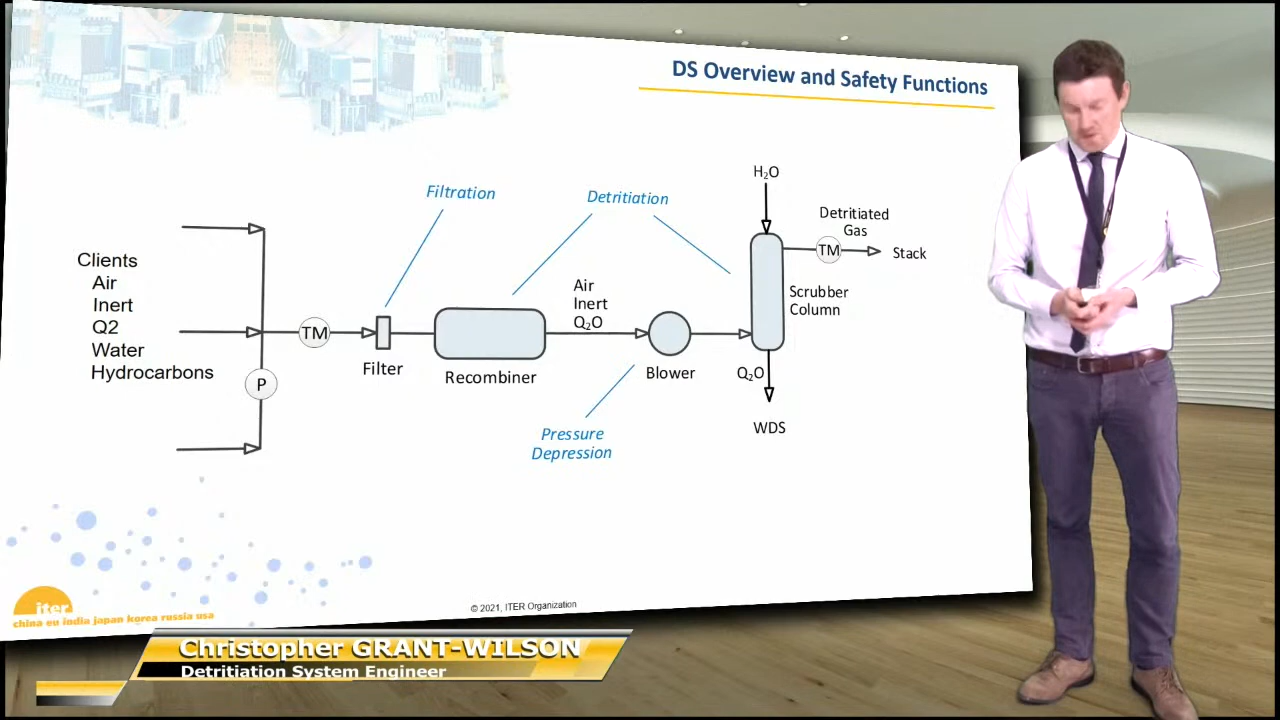 DS Overview and Safety Functions
H₂O
Filtration
Detritiation
Detritiated
Gas
TM
Stack
Clients
Air
Inert
Q2
Water
Hydrocarbons
TM
P
Filter
Recombiner
Air
Inert
Q₂O
Blower
Scrubber
Column
Q₂O
WDS
Pressure
Depression
iter
china eu india japan korea russia usa
© 2021, ITER Organization
Christopher GRANT-WILSON
Detritiation System Engineer